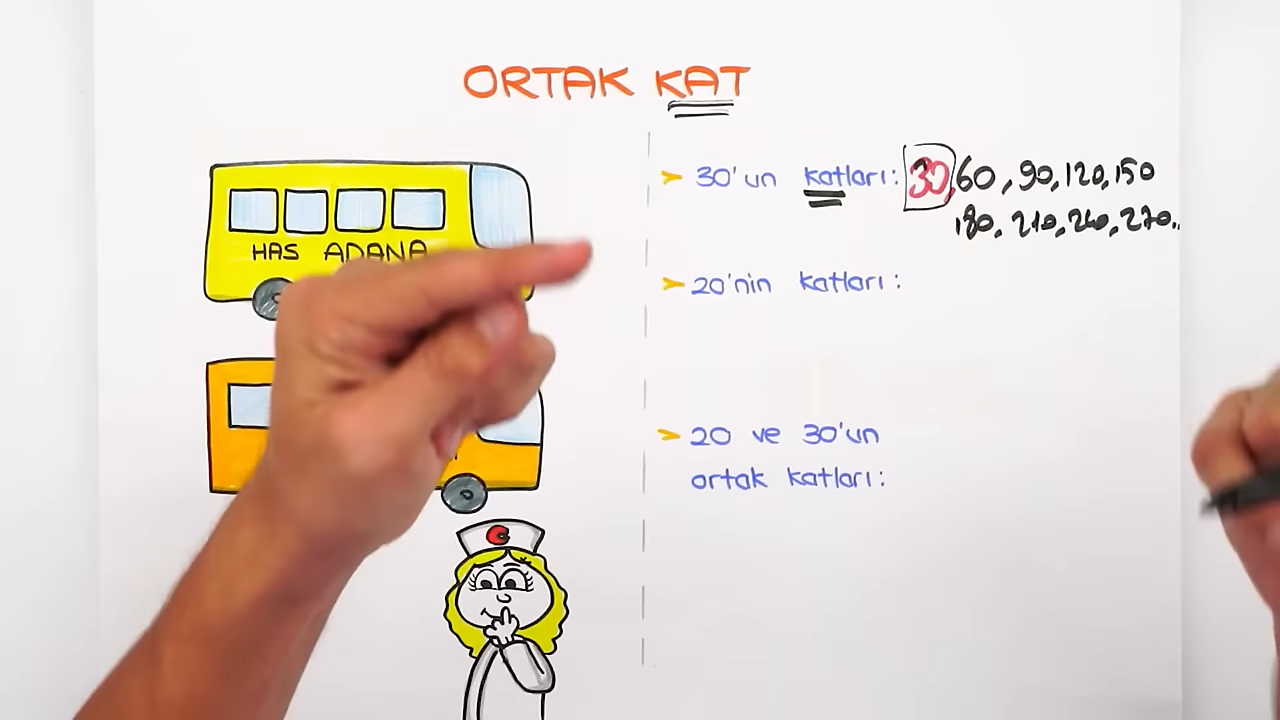 ORTAK KAT
HAS ADANA
➤ 30'un katları: 30, 60, 90, 120, 150
180, 210, 240, 270..
➤ 20'nin katları:
➤ 20 ve 30'un
ortak katları: